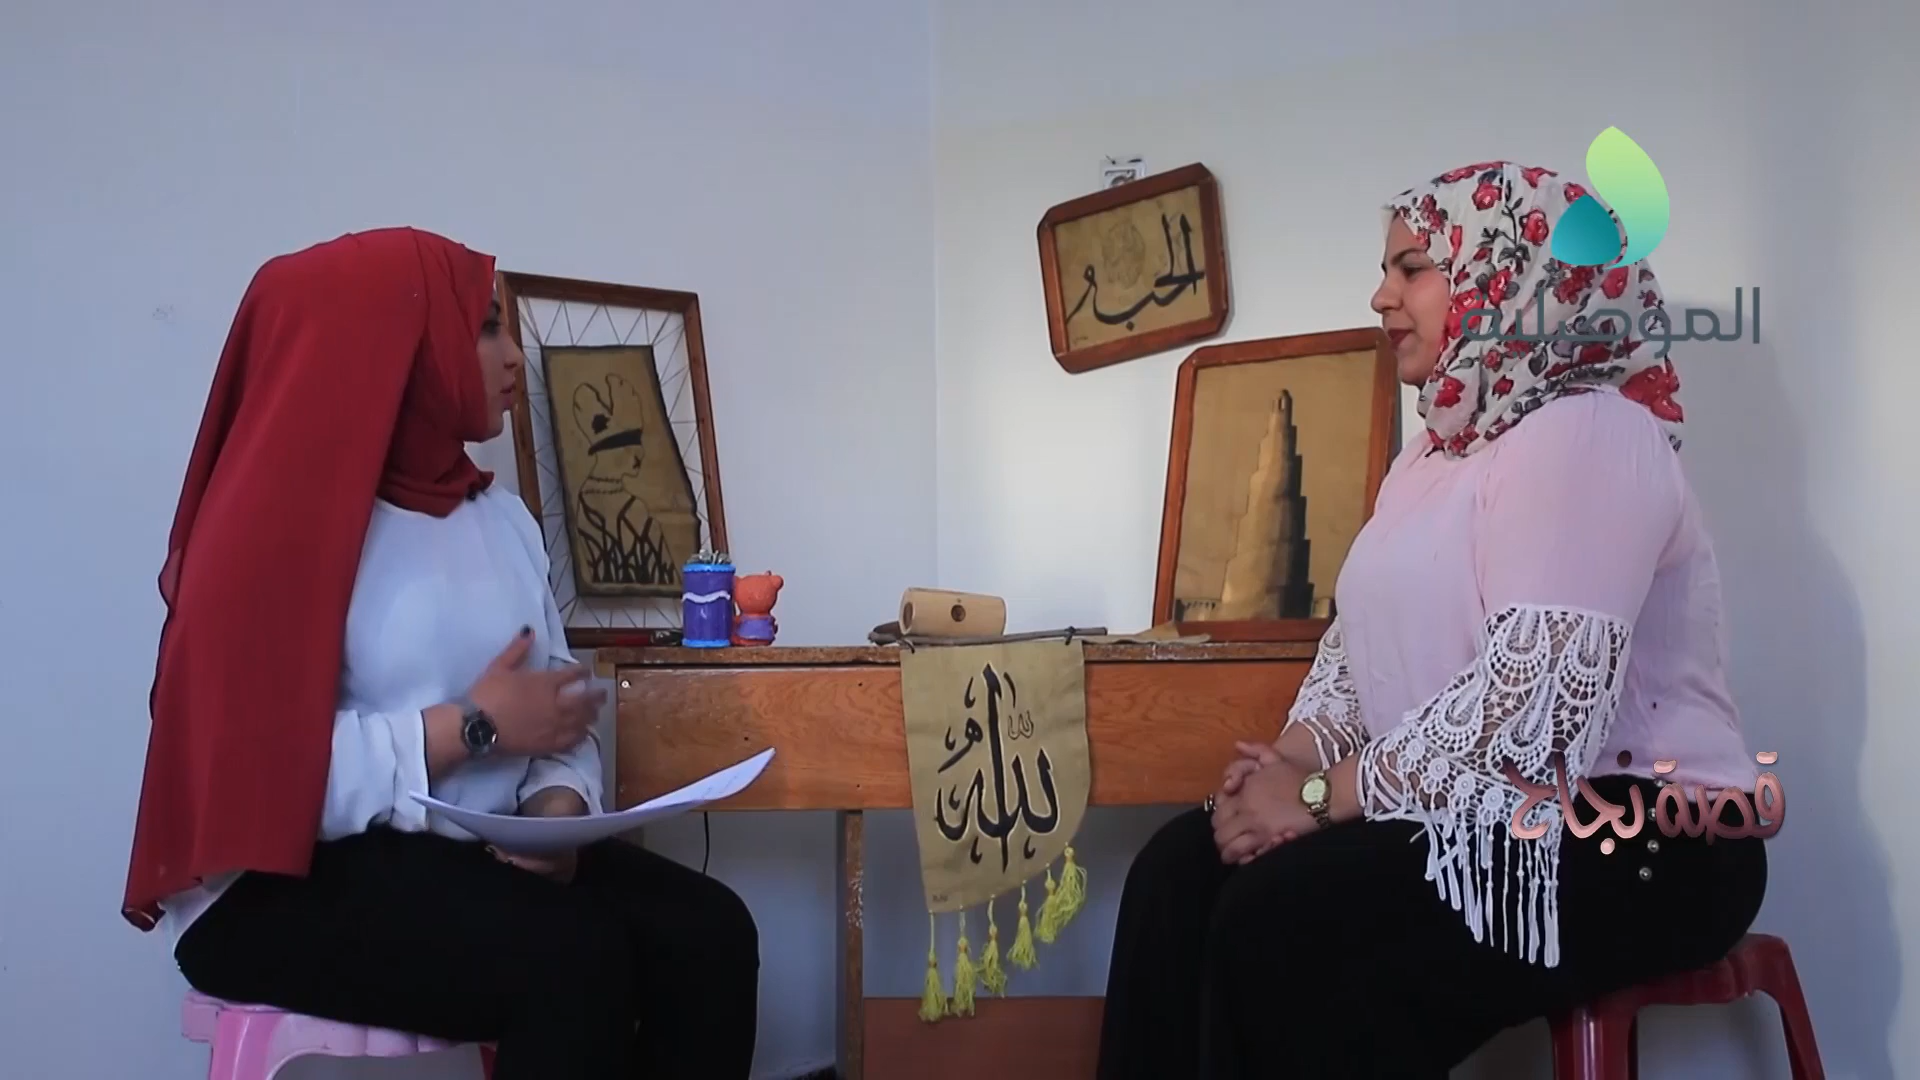 الحب
الموصلية
الله
قصة نجاح